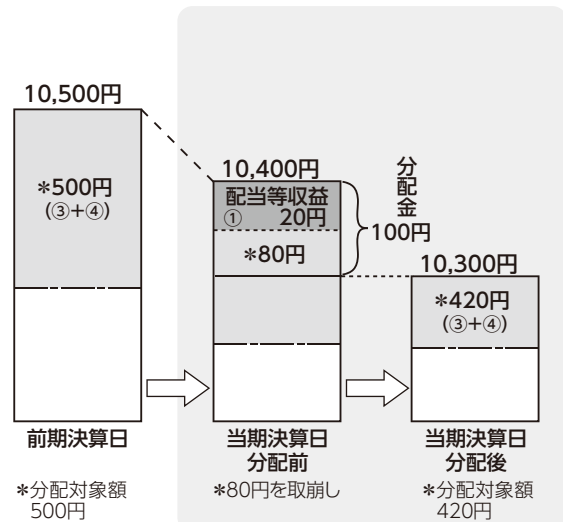 10,500円
*500円
(③+④)
前期決算日
*分配対象額
500円
10,400円
配当等収益
① 20円
*80円
分配金
100円
当期決算日
分配前
*80円を取崩し
10,300円
*420円
(③+④)
当期決算日
分配後
*分配対象額
420円